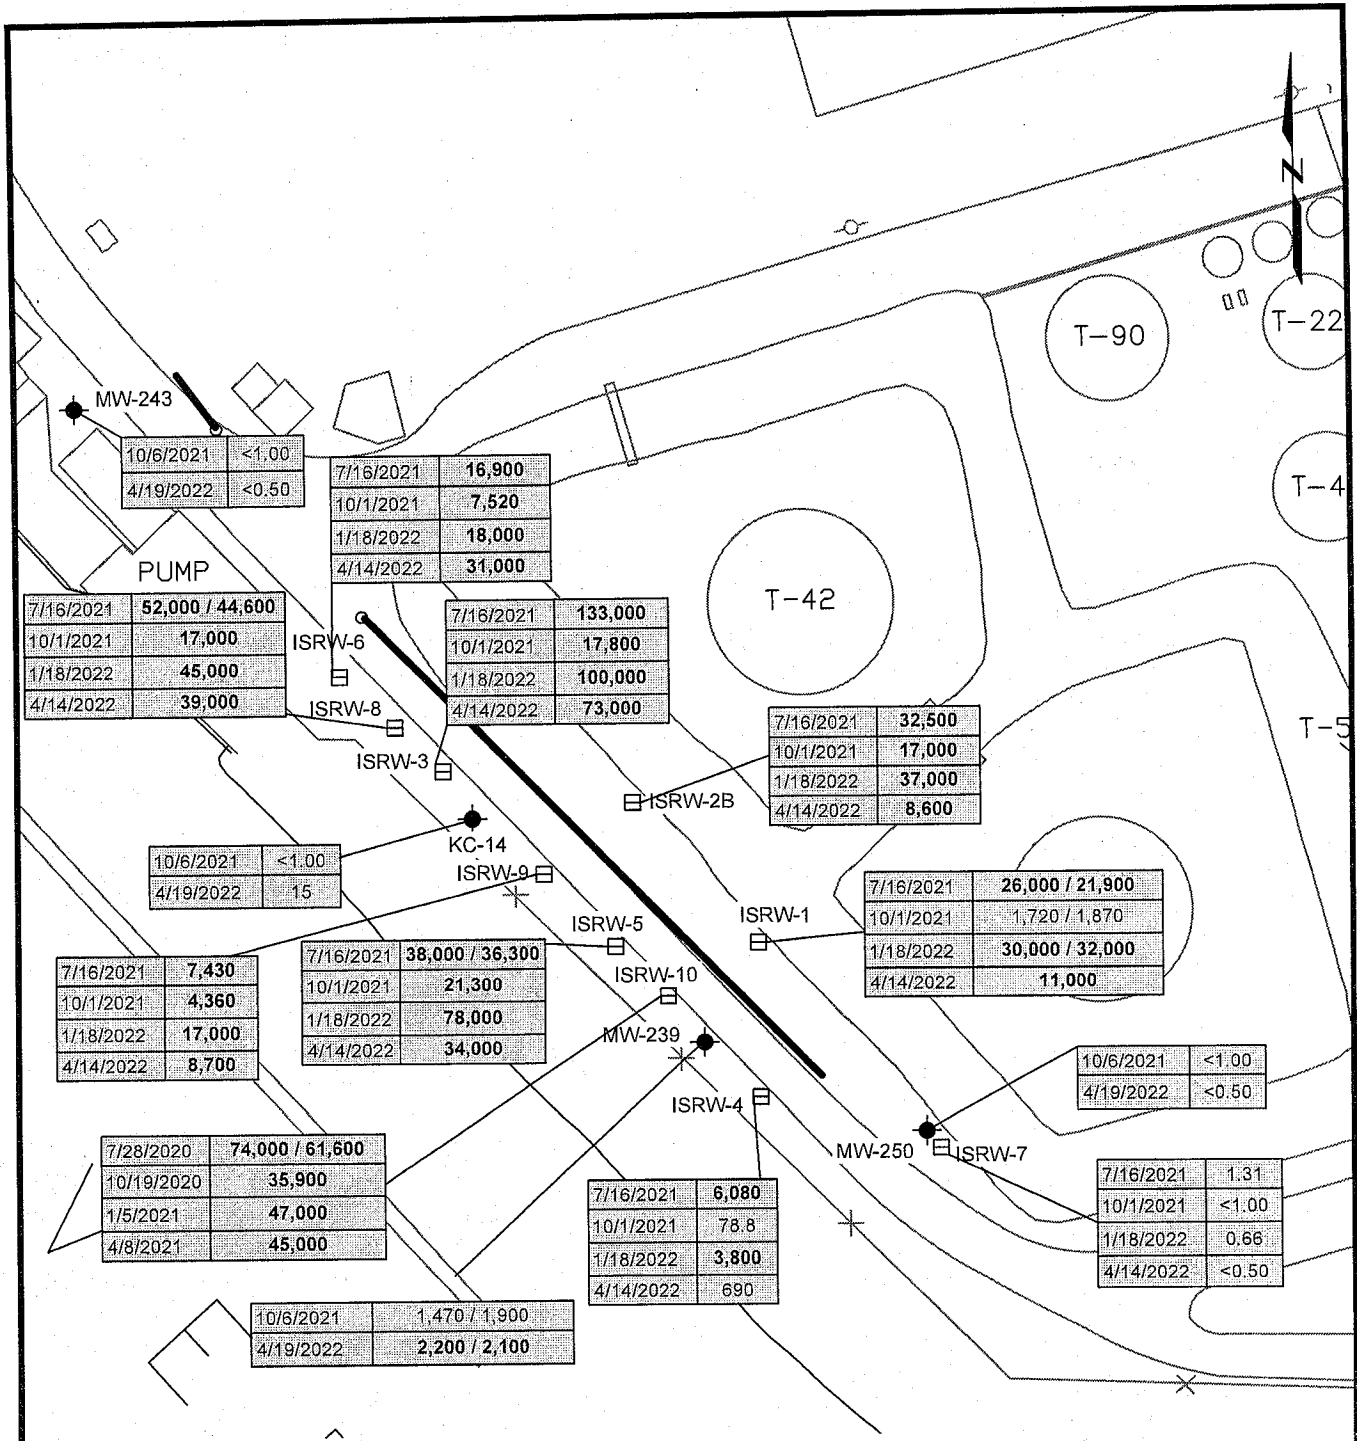 N
T-90
T-22
T-4
T-42
T-5
MW-243
10/6/2021 <1.00
4/19/2022 <0.50
PUMP
7/16/2021 16,900
10/1/2021 7,520
1/18/2022 18,000
4/14/2022 31,000
7/16/2021 52,000 / 44,600
10/1/2021 17,000
1/18/2022 45,000
4/14/2022 39,000
ISRW-6
7/16/2021 133,000
10/1/2021 17,800
1/18/2022 100,000
4/14/2022 73,000
ISRW-8
ISRW-3
7/16/2021 32,500
10/1/2021 17,000
1/18/2022 37,000
4/14/2022 8,600
ISRW-2B
KC-14
10/6/2021 <1.00
4/19/2022 15
ISRW-9
ISRW-5
ISRW-1
7/16/2021 26,000 / 21,900
10/1/2021 1,720 / 1,870
1/18/2022 30,000 / 32,000
4/14/2022 11,000
7/16/2021 7,430
10/1/2021 4,360
1/18/2022 17,000
4/14/2022 8,700
7/16/2021 38,000 / 36,300
10/1/2021 21,300
1/18/2022 78,000
4/14/2022 34,000
ISRW-10
MW-239
ISRW-4
10/6/2021 <1.00
4/19/2022 <0.50
MW-250
ISRW-7
7/28/2020 74,000 / 61,600
10/19/2020 35,900
1/5/2021 47,000
4/8/2021 45,000
7/16/2021 6,080
10/1/2021 78.8
1/18/2022 3,800
4/14/2022 690
7/16/2021 1.31
10/1/2021 <1.00
1/18/2022 0.66
4/14/2022 <0.50
10/6/2021 1,470 / 1,900
4/19/2022 2,200 / 2,100